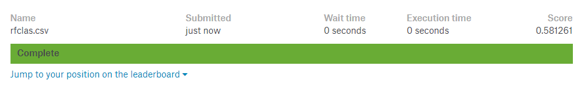 Name Submitted Wait time Execution time Score
rfclas.csv just now 0 seconds 0 seconds 0.581261
Complete
Jump to your position on the leaderboard